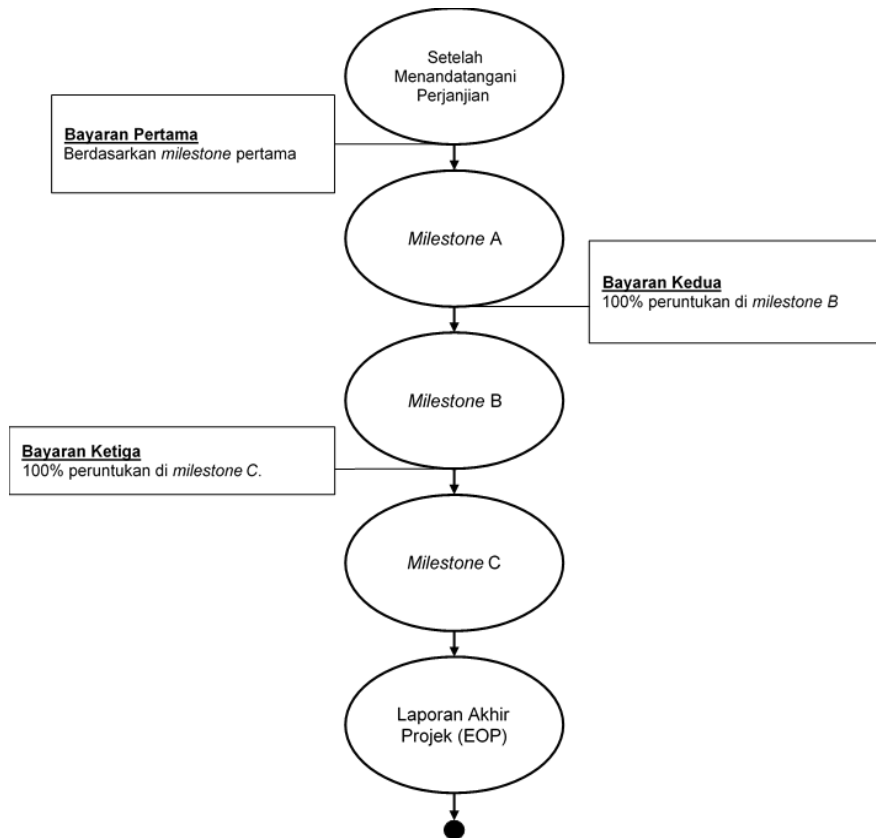 Setelah
Menandatangani
Perjanjian
Bayaran Pertama
Berdasarkan milestone pertama
Milestone A
Bayaran Kedua
100% peruntukan di milestone B
Milestone B
Bayaran Ketiga
100% peruntukan di milestone C.
Milestone C
Laporan Akhir
Projek (EOP)